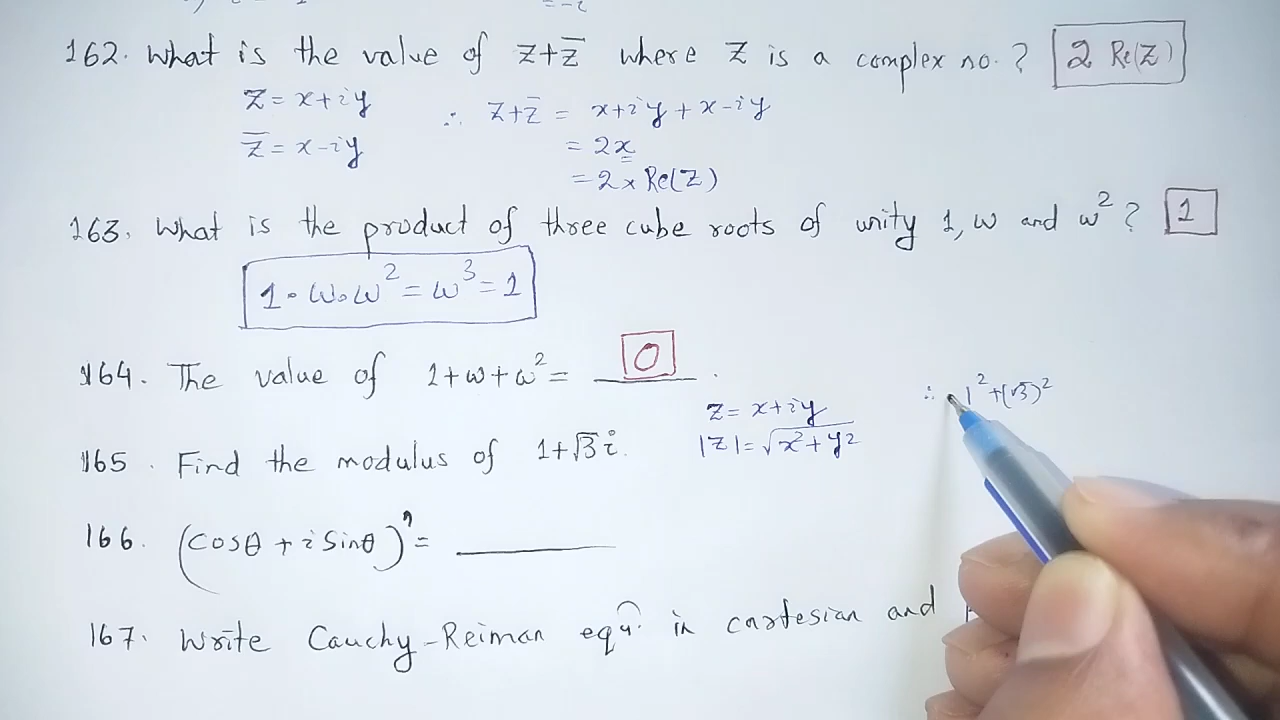 = -i
162. What is the value of z+z̅ where z is a complex no. ? 2 Re(z)
z = x+iy
z̅ = x-iy
∴ z+z̅ = x+iy + x-iy
= 2x
= 2 x Re(z)
163. What is the product of three cube roots of unity 1, ω and ω² ? 1
1 • ω • ω² = ω³ = 1
164. The value of 1+ω+ω² = 0 .
z = x+iy
|z| = √x²+y²
∴ 1²+(√3)²
165. Find the modulus of 1+√3 i.
166. (cosθ + i sinθ)ⁿ = ______
167. Write Cauchy-Reiman eqn. in cartesian and